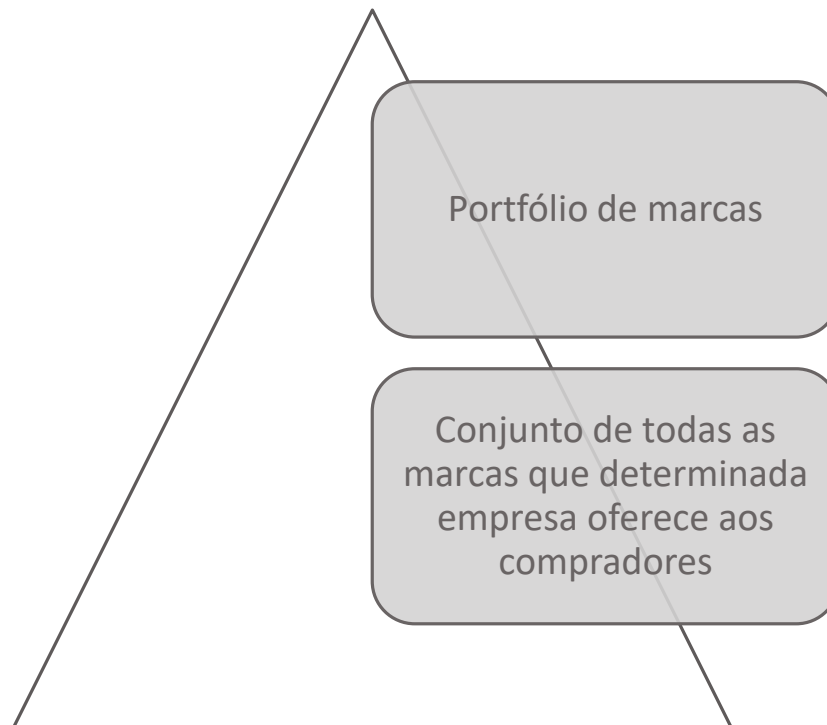 Portfólio de marcas
Conjunto de todas as
marcas que determinada
empresa oferece aos
compradores